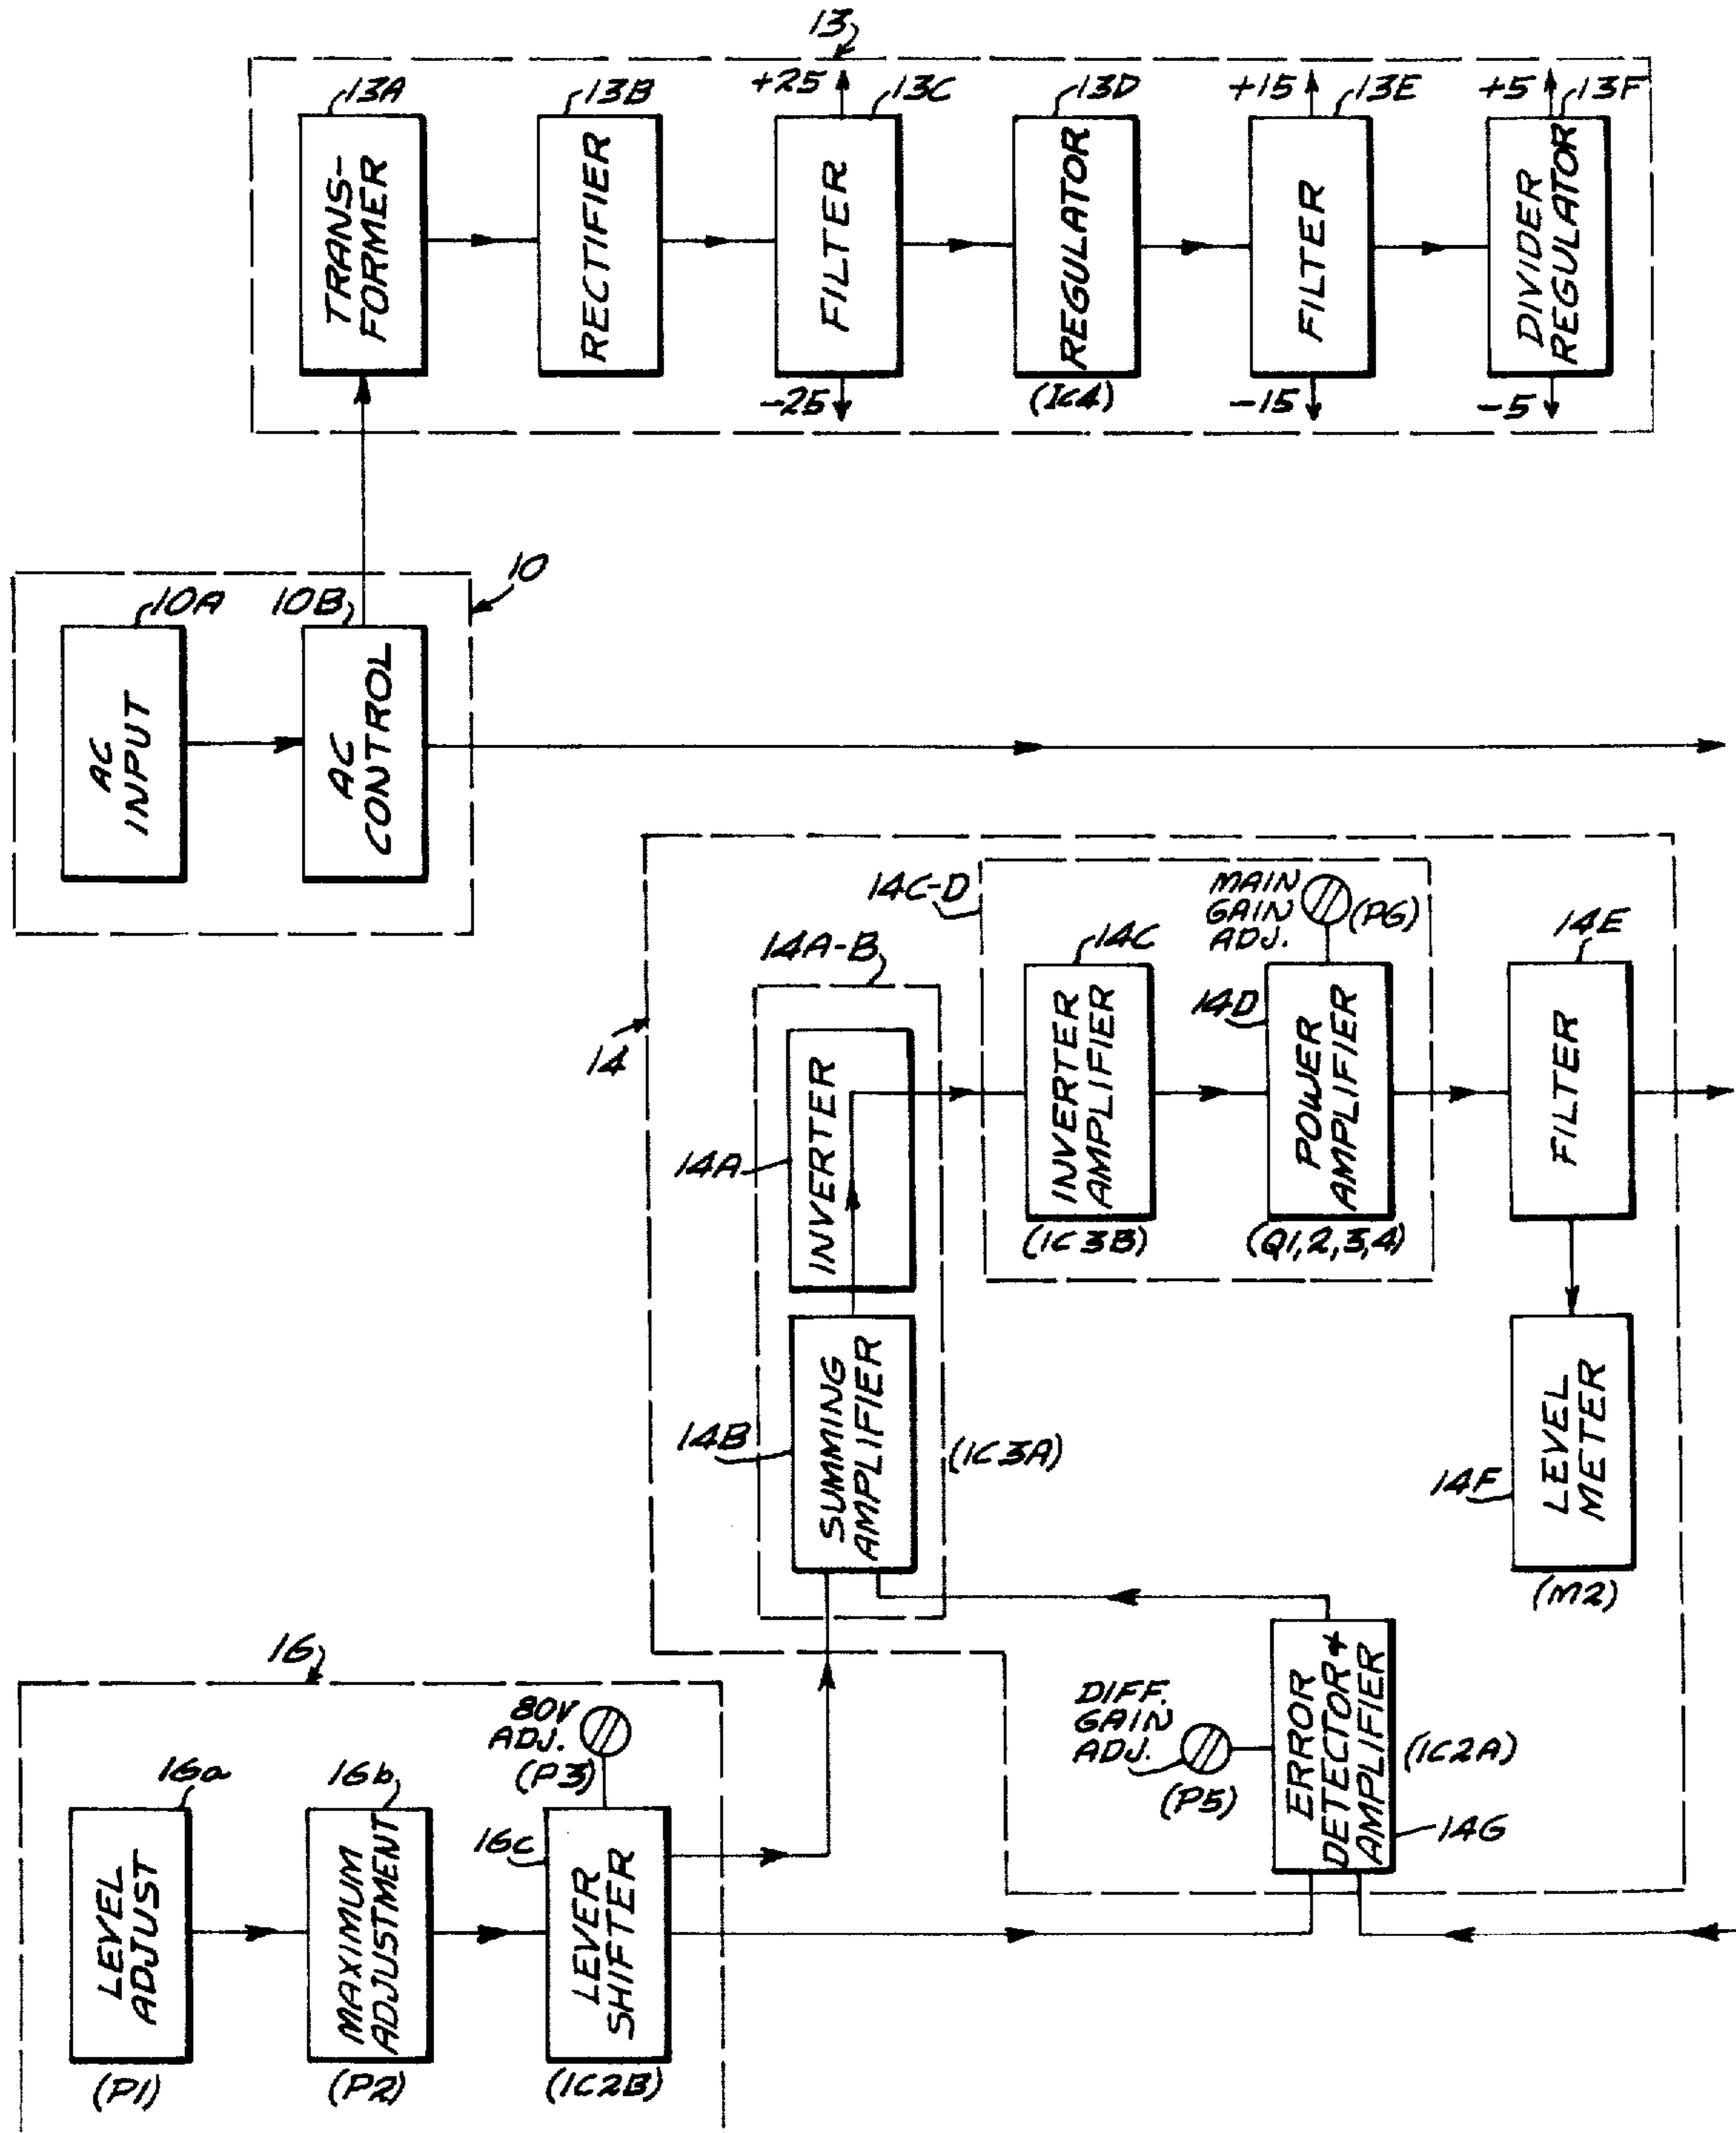 13
13A
TRANS-
FORMER
13B
RECTIFIER
+25
13C
FILTER
-25
13D
REGULATOR
(IC4)
+15
13E
FILTER
-15
+5
13F
DIVIDER
REGULATOR
-5
10
10A
AC
INPUT
10B
AC
CONTROL
14
14A-B
14A
INVERTER
14B
SUMMING
AMPLIFIER
(IC3A)
14C-D
14C
INVERTER
AMPLIFIER
(IC3B)
MAIN
GAIN
ADJ.
(P6)
14D
POWER
AMPLIFIER
(Q1,2,3,4)
14E
FILTER
14F
LEVEL
METER
(M2)
16
16a
LEVEL
ADJUST
(P1)
16b
MAXIMUM
ADJUSTMENT
(P2)
80V
ADJ.
(P3)
16c
LEVER
SHIFTER
(IC2B)
DIFF.
GAIN
ADJ.
(P5)
ERROR
DETECTOR &
AMPLIFIER
(IC2A)
14G